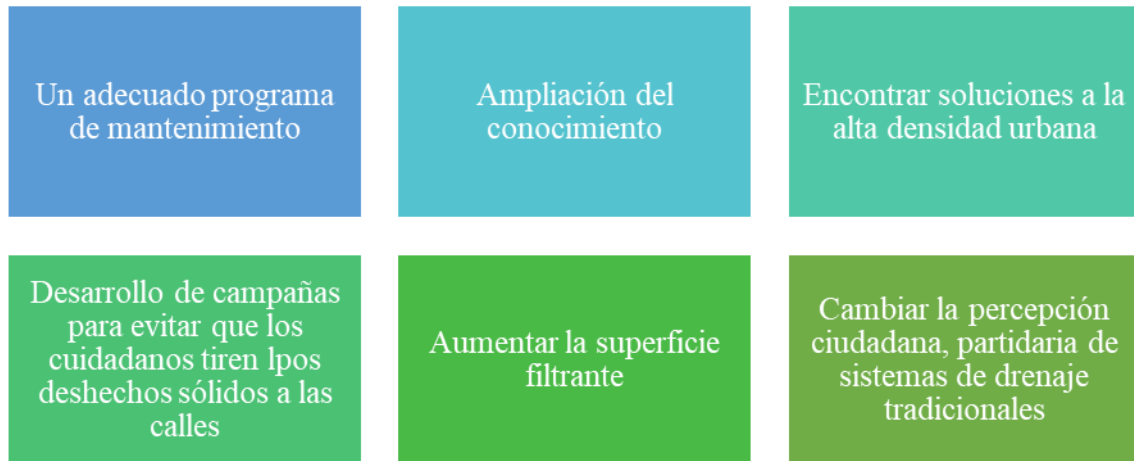 Un adecuado programa
de mantenimiento
Ampliación del
conocimiento
Encontrar soluciones a la
alta densidad urbana
Desarrollo de campañas
para evitar que los
cuidadanos tiren lpos
deshechos sólidos a las
calles
Aumentar la superficie
filtrante
Cambiar la percepción
ciudadana, partidaria de
sistemas de drenaje
tradicionales